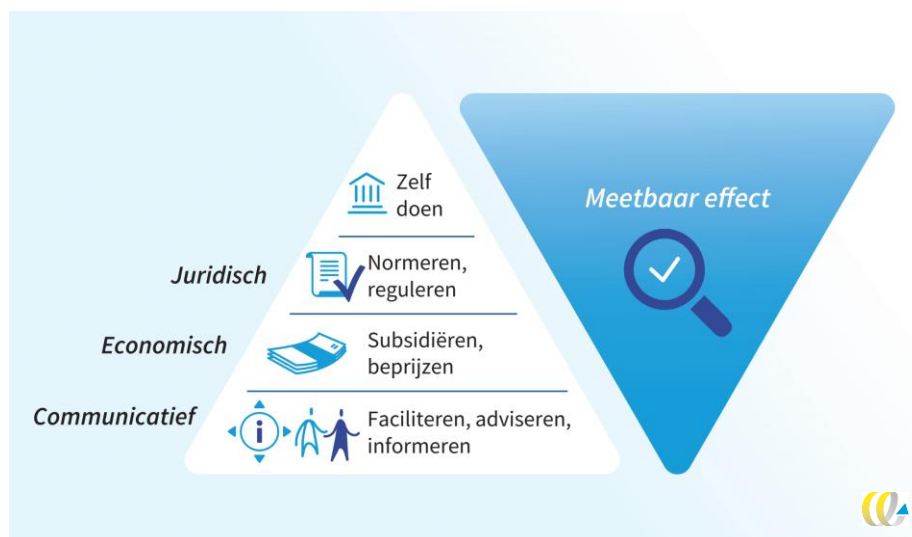 Zelf
doen
Meetbaar effect
Juridisch
Normeren,
reguleren
Economisch
Subsidiëren,
beprijzen
Communicatief
i
Faciliteren, adviseren,
informeren